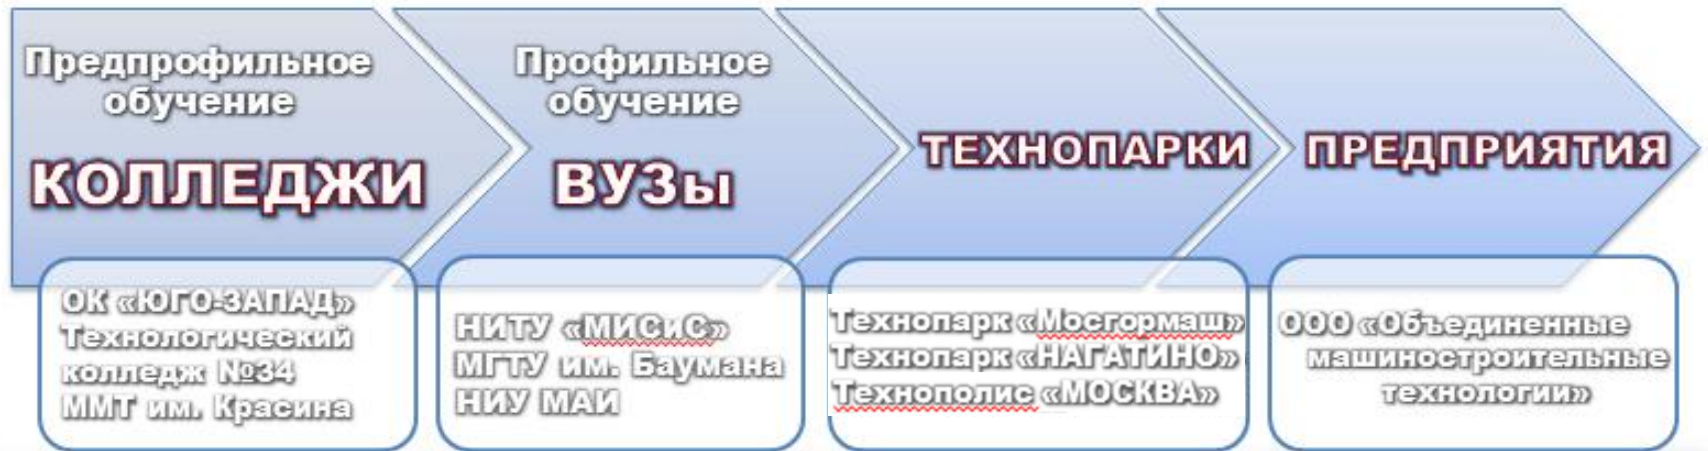 Предпрофильное
обучение
КОЛЛЕДЖИ
ОК «ЮГО-ЗАПАД»
Технологический
колледж №34
ММТ им. Красина
Профильное
обучение
ВУЗы
НИТУ «МИСиС»
МГТУ им. Баумана
НИУ МАИ
ТЕХНОПАРКИ
Технопарк «Мосгормаш»
Технопарк «НАГАТИНО»
Технополис «МОСКВА»
ПРЕДПРИЯТИЯ
ООО «Объединенные
машиностроительные
технологии»